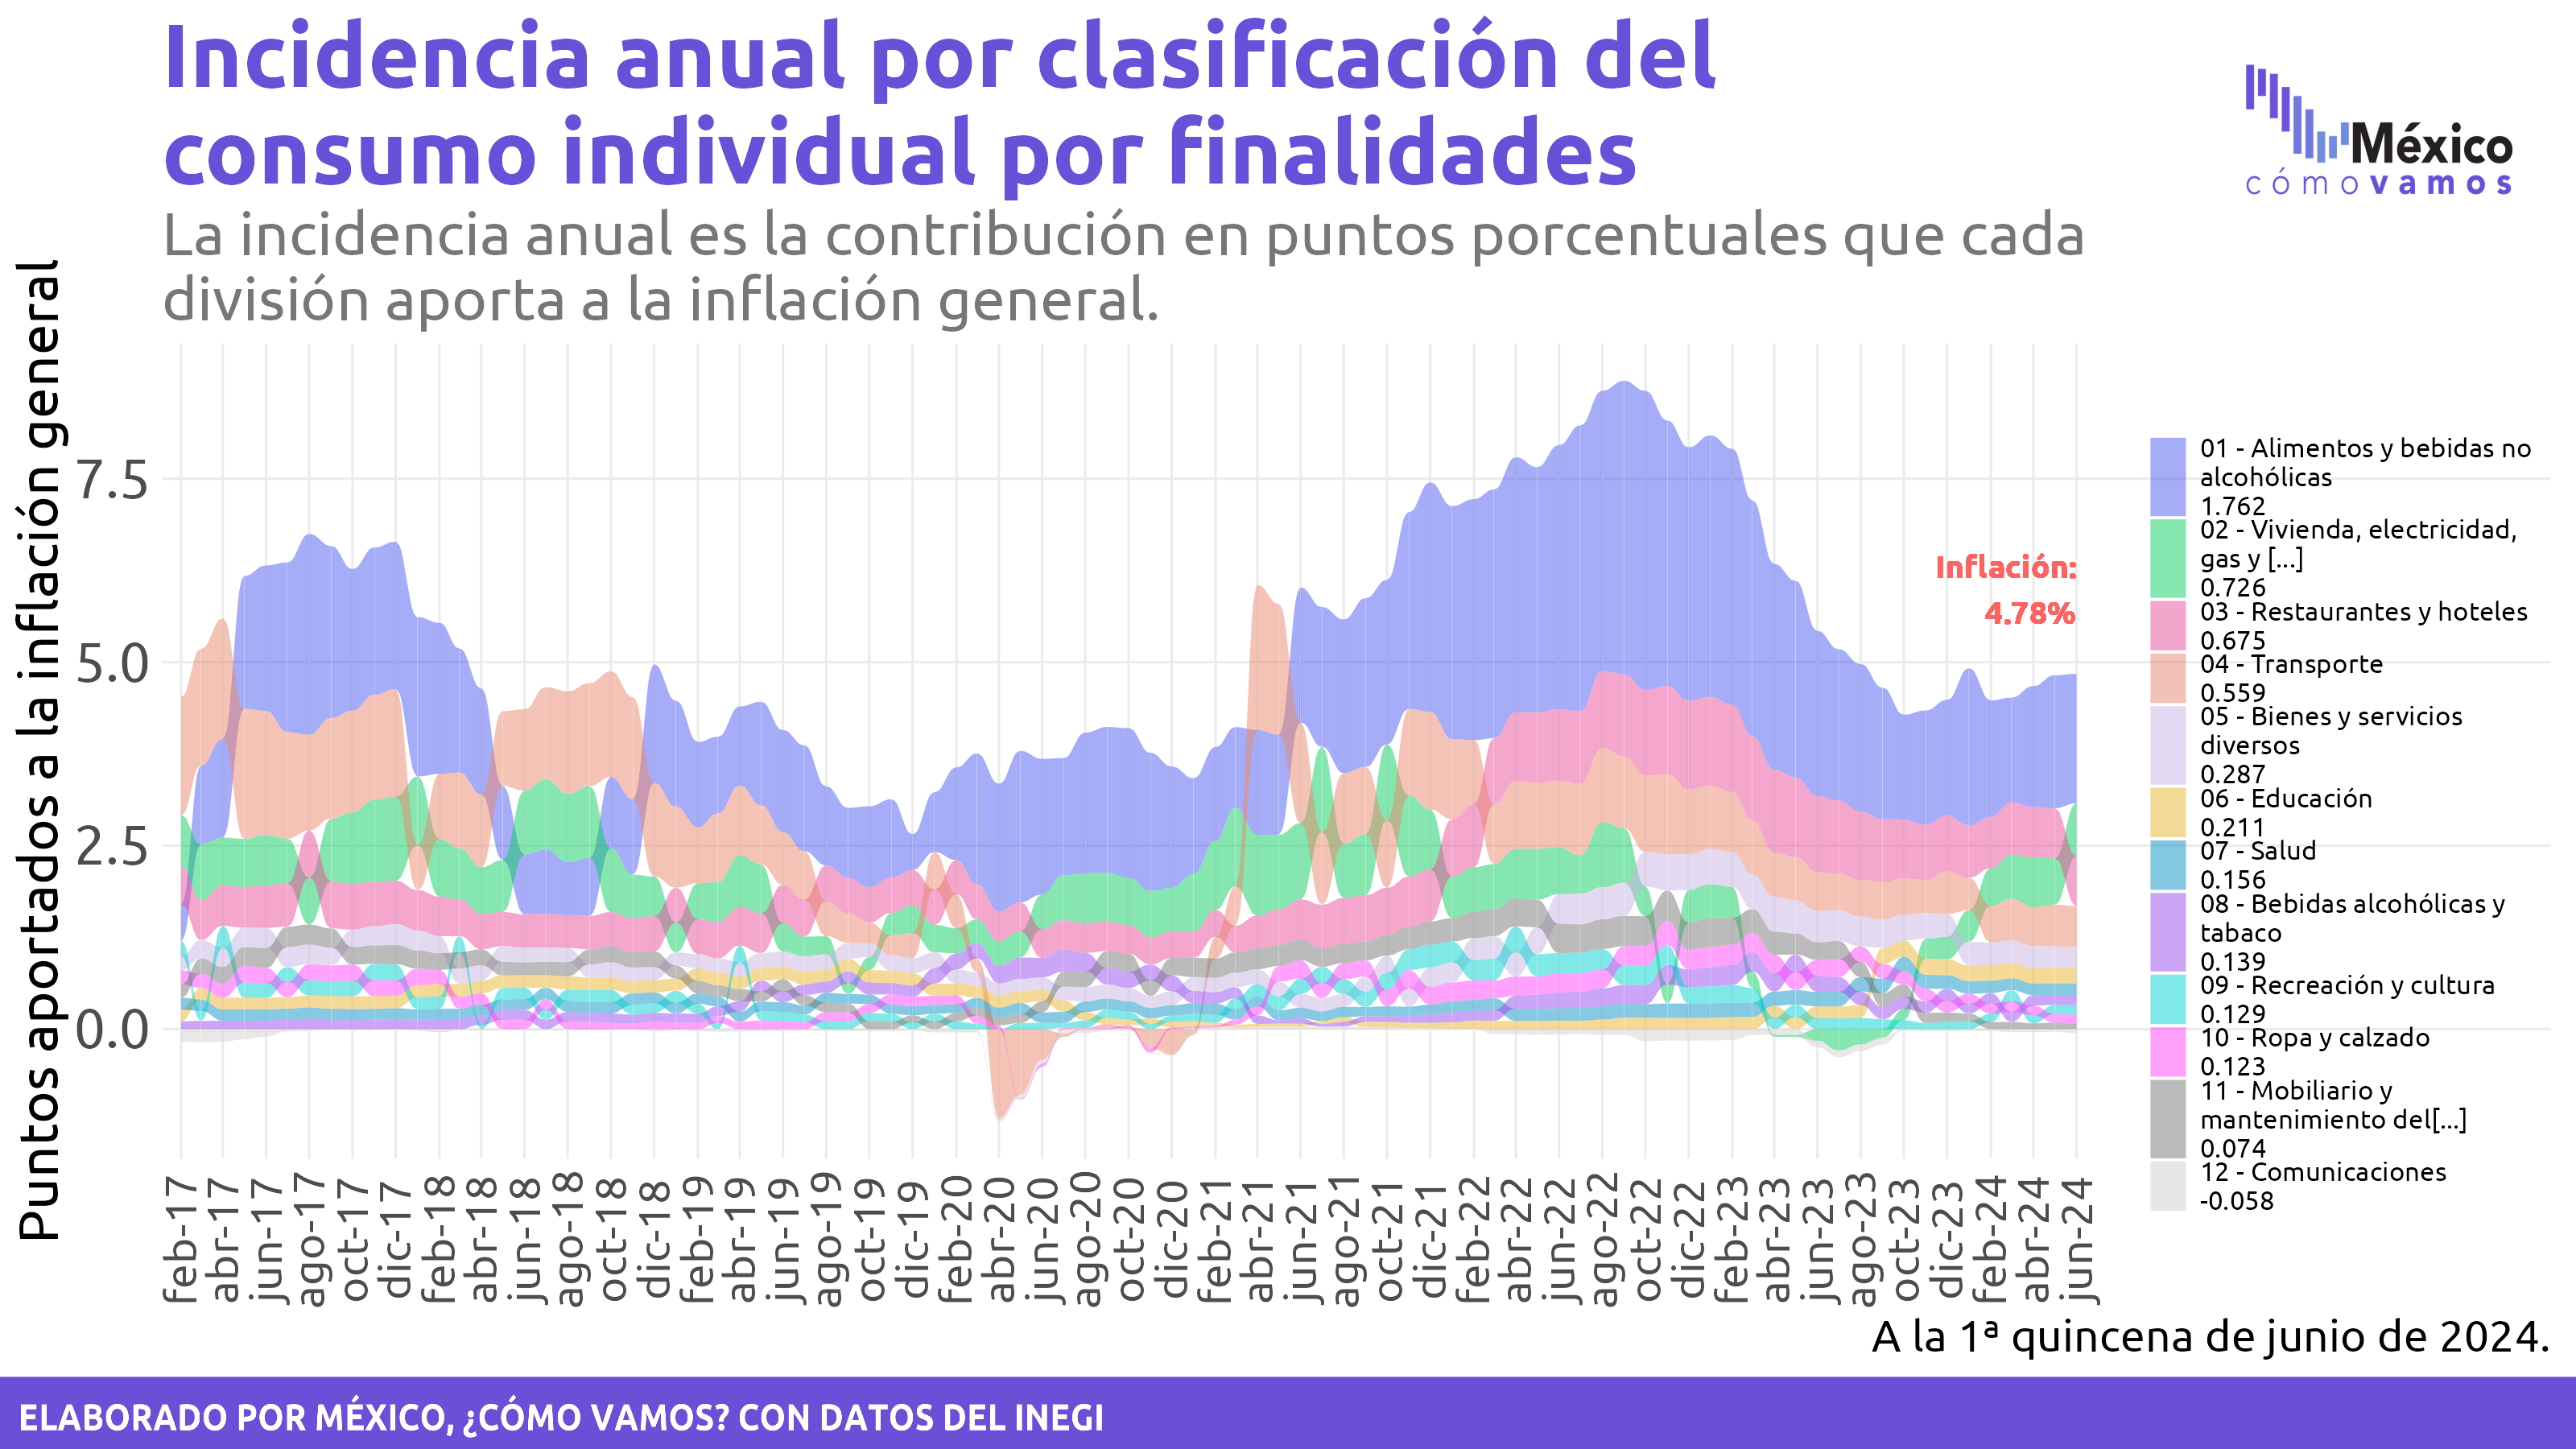 Incidencia anual por clasificación del
consumo individual por finalidades
La incidencia anual es la contribución en puntos porcentuales que cada
división aporta a la inflación general.
México
cómovamos
Puntos aportados a la inflación general
7.5
5.0
2.5
0.0
Inflación:
4.78%
01 - Alimentos y bebidas no
alcohólicas
1.762
02 - Vivienda, electricidad,
gas y [...]
0.726
03 - Restaurantes y hoteles
0.675
04 - Transporte
0.559
05 - Bienes y servicios
diversos
0.287
06 - Educación
0.211
07 - Salud
0.156
08 - Bebidas alcohólicas y
tabaco
0.139
09 - Recreación y cultura
0.129
10 - Ropa y calzado
0.123
11 - Mobiliario y
mantenimiento del[...]
0.074
12 - Comunicaciones
-0.058
feb-17
abr-17
jun-17
ago-17
oct-17
dic-17
feb-18
abr-18
jun-18
ago-18
oct-18
dic-18
feb-19
abr-19
jun-19
ago-19
oct-19
dic-19
feb-20
abr-20
jun-20
ago-20
oct-20
dic-20
feb-21
abr-21
jun-21
ago-21
oct-21
dic-21
feb-22
abr-22
jun-22
ago-22
oct-22
dic-22
feb-23
abr-23
jun-23
ago-23
oct-23
dic-23
feb-24
abr-24
jun-24
A la 1ª quincena de junio de 2024.
ELABORADO POR MÉXICO, ¿CÓMO VAMOS? CON DATOS DEL INEGI